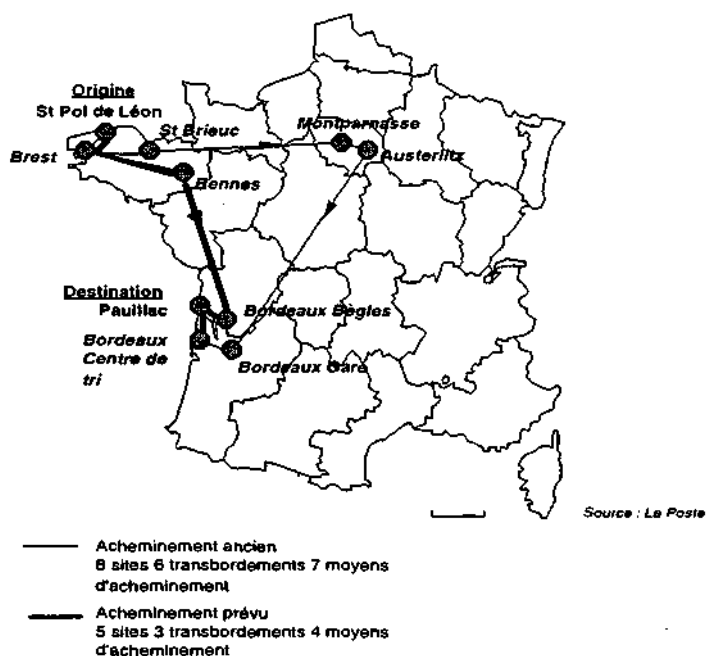 Origine
St Pol de Léon
St Brieuc
Montparnasse
Brest
Austerlitz
Bennes
Destination
Pauillac
Bordeaux Bègles
Bordeaux
Centre de
tri
Bordeaux Gare
Source : La Poste
Acheminement ancien
8 sites 6 transbordements 7 moyens
d'acheminement
Acheminement prévu
5 sites 3 transbordements 4 moyens
d'acheminement